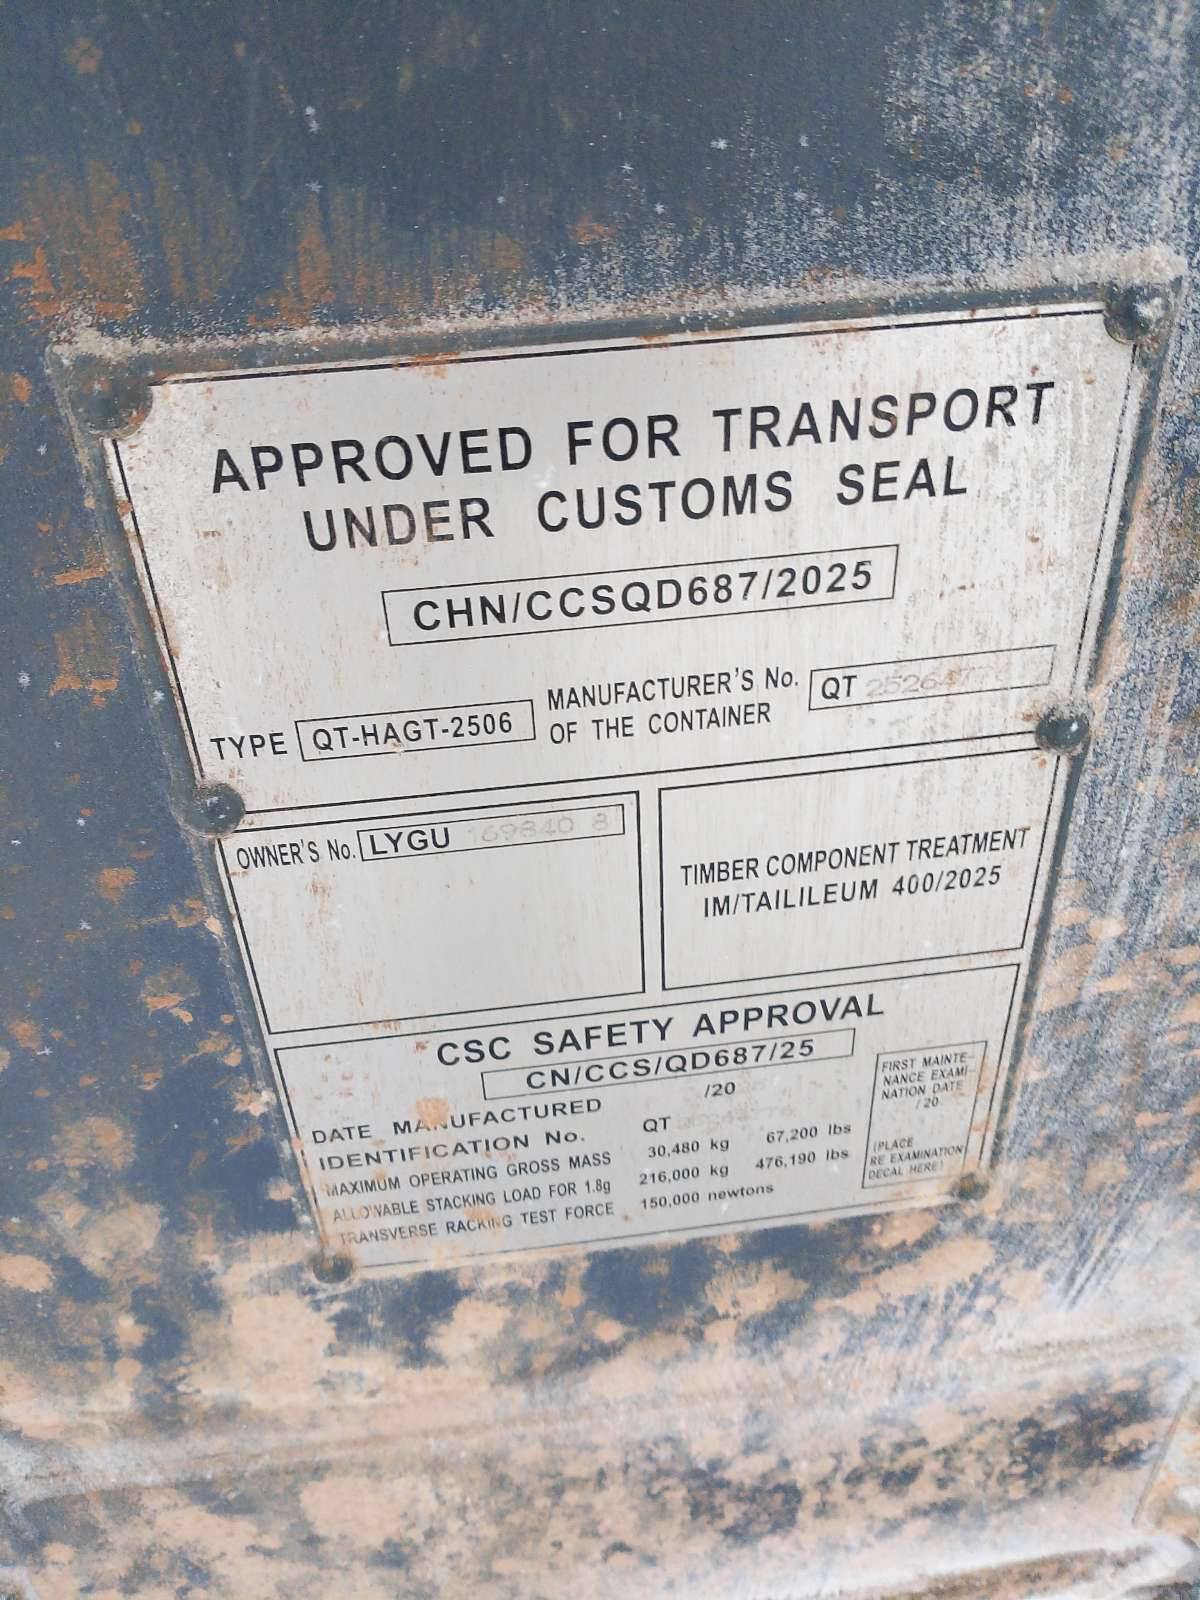 APPROVED FOR TRANSPORT
UNDER CUSTOMS SEAL
CHN/CCSQD687/2025
TYPE QT-HAGT-2506
MANUFACTURER'S No.
OF THE CONTAINER
QT
OWNER'S No. LYGU 169840 8
TIMBER COMPONENT TREATMENT
IM/TAILILEUM 400/2025
CSC SAFETY APPROVAL
CN/CCS/QD687/25
DATE MANUFACTURED /20
IDENTIFICATION No. QT
MAXIMUM OPERATING GROSS MASS 30,480 kg 67,200 lbs
ALLOWABLE STACKING LOAD FOR 1.8g 216,000 kg 476,190 lbs
TRANSVERSE RACKING TEST FORCE 150,000 newtons
FIRST MAINTE-
NANCE EXAMI-
NATION DATE
/20
(PLACE
RE EXAMINATION
DECAL HERE)